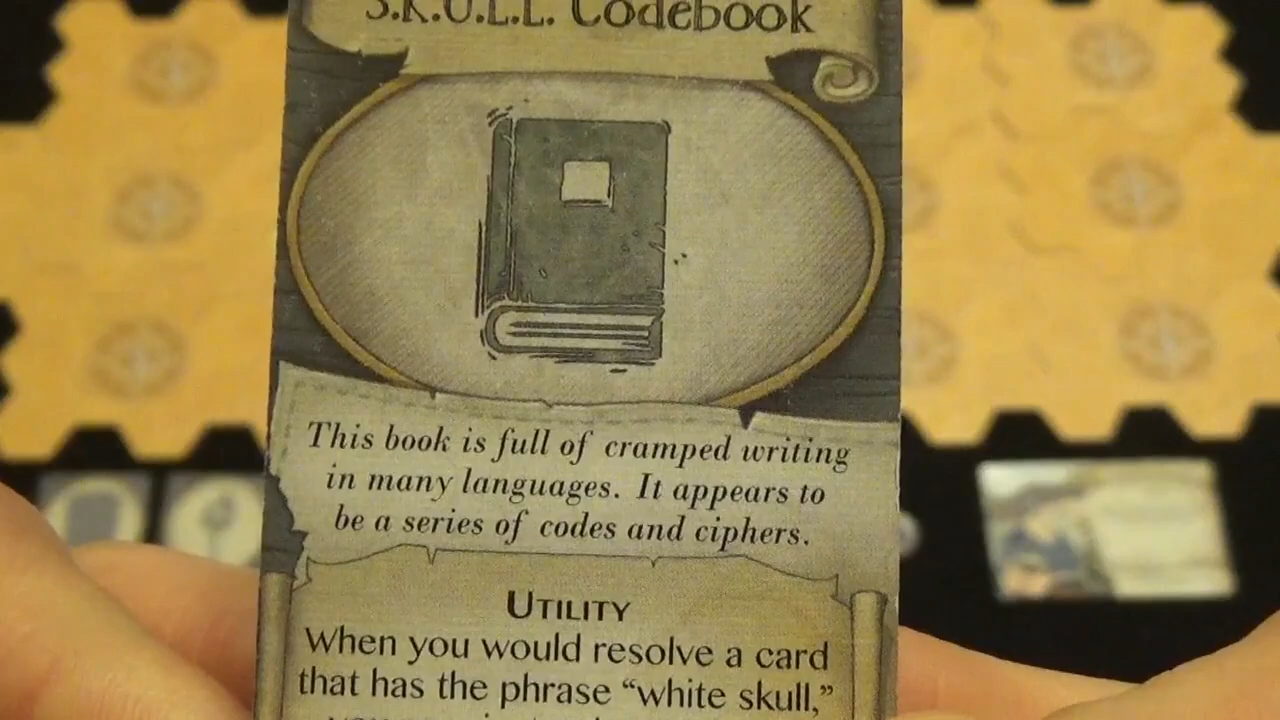 S.K.U.L.L. Codebook
This book is full of cramped writing
in many languages. It appears to
be a series of codes and ciphers.
UTILITY
When you would resolve a card
that has the phrase “white skull,”